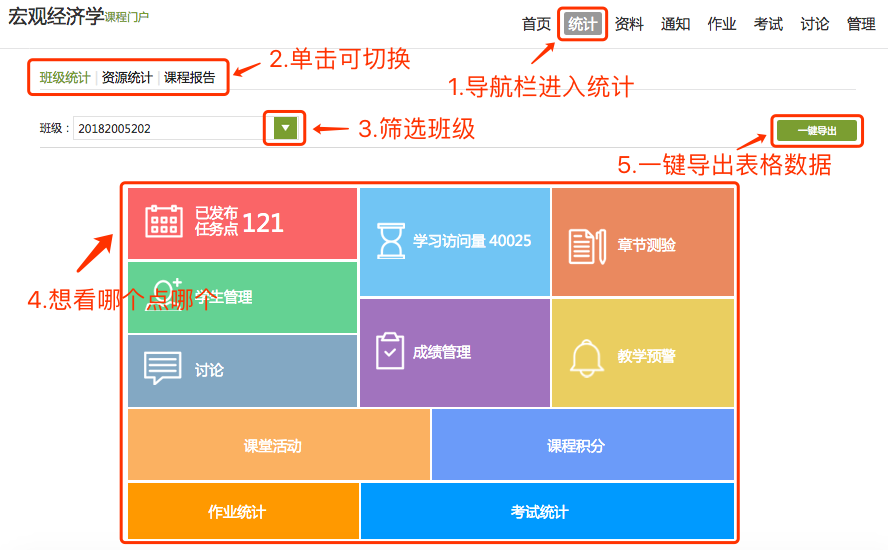 宏观经济学课程门户
首页 统计 资料 通知 作业 考试 讨论 管理
2.单击可切换
班级统计 资源统计 课程报告
1.导航栏进入统计
班级：20182005202
3.筛选班级
一键导出
5.一键导出表格数据
已发布
任务点 121
学习访问量 40025
章节测验
4.想看哪个点哪个
学生管理
成绩管理
教学预警
讨论
课堂活动
课程积分
作业统计
考试统计